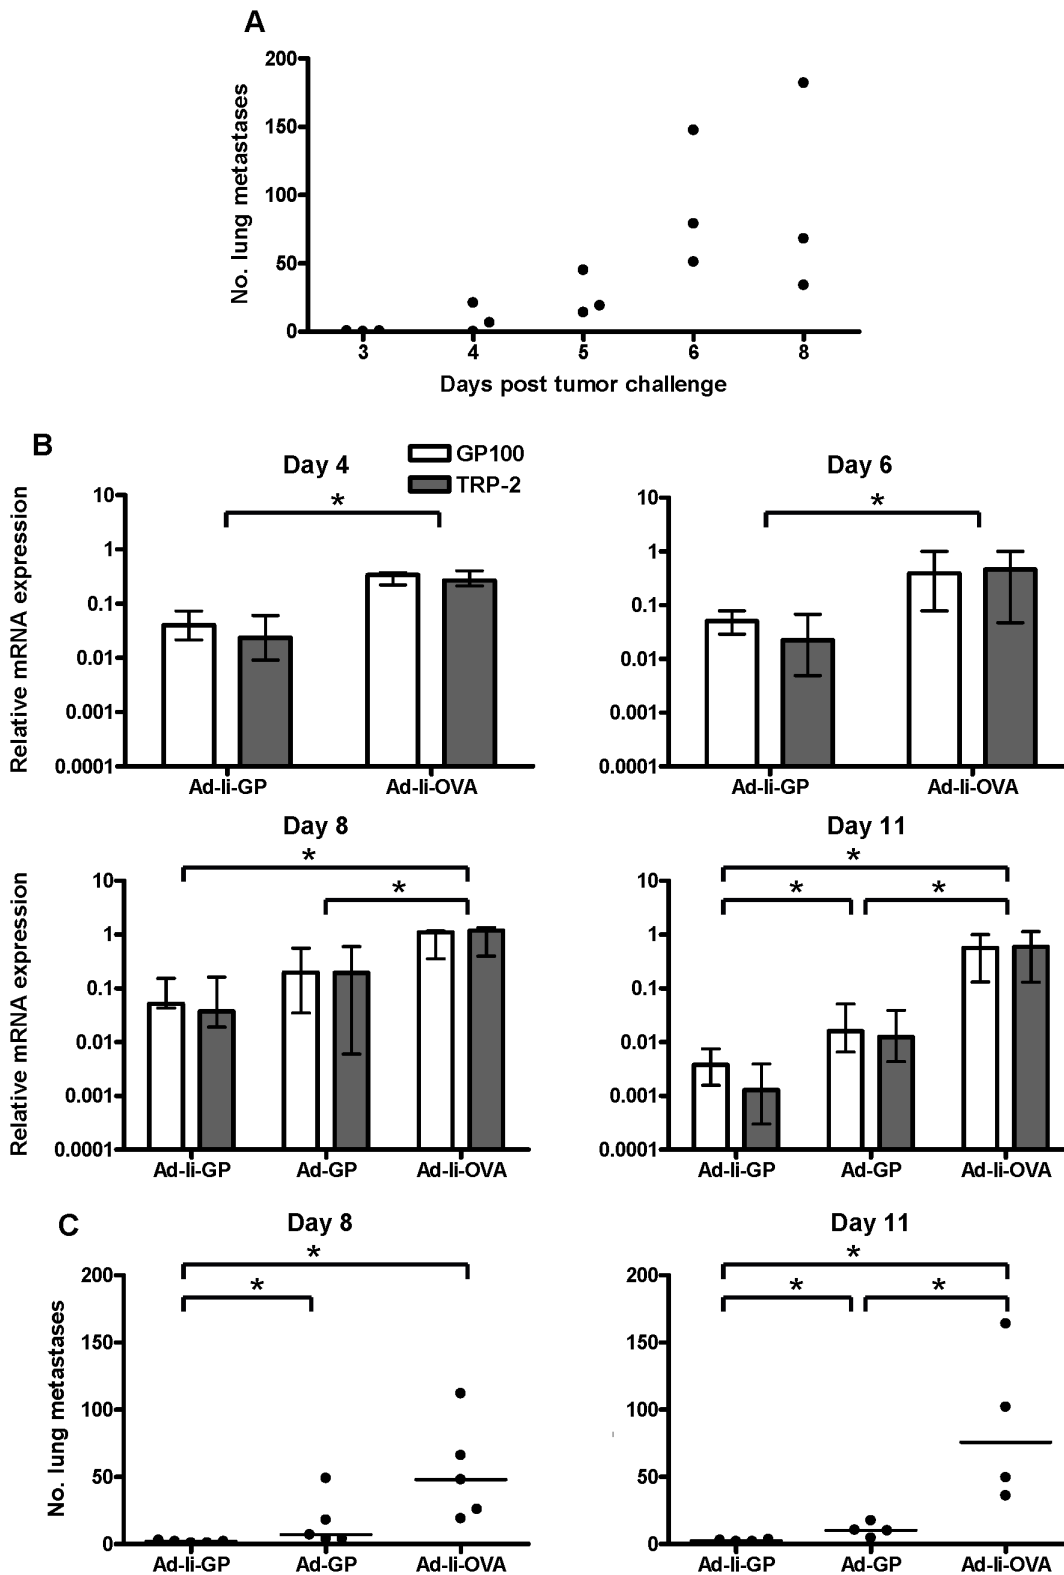 A
200
150
100
50
0
No. lung metastases
3 4 5 6 8
Days post tumor challenge
B
GP100
TRP-2
Day 4
*
10
1
0.1
0.01
0.001
0.0001
Relative mRNA expression
Ad-Ii-GP Ad-Ii-OVA
Day 6
*
10
1
0.1
0.01
0.001
0.0001
Ad-Ii-GP Ad-Ii-OVA
Day 8
*
*
10
1
0.1
0.01
0.001
0.0001
Relative mRNA expression
Ad-Ii-GP Ad-GP Ad-Ii-OVA
Day 11
*
* *
10
1
0.1
0.01
0.001
0.0001
Ad-Ii-GP Ad-GP Ad-Ii-OVA
C
Day 8
*
*
200
150
100
50
0
No. lung metastases
Ad-Ii-GP Ad-GP Ad-Ii-OVA
Day 11
*
* *
200
150
100
50
0
Ad-Ii-GP Ad-GP Ad-Ii-OVA